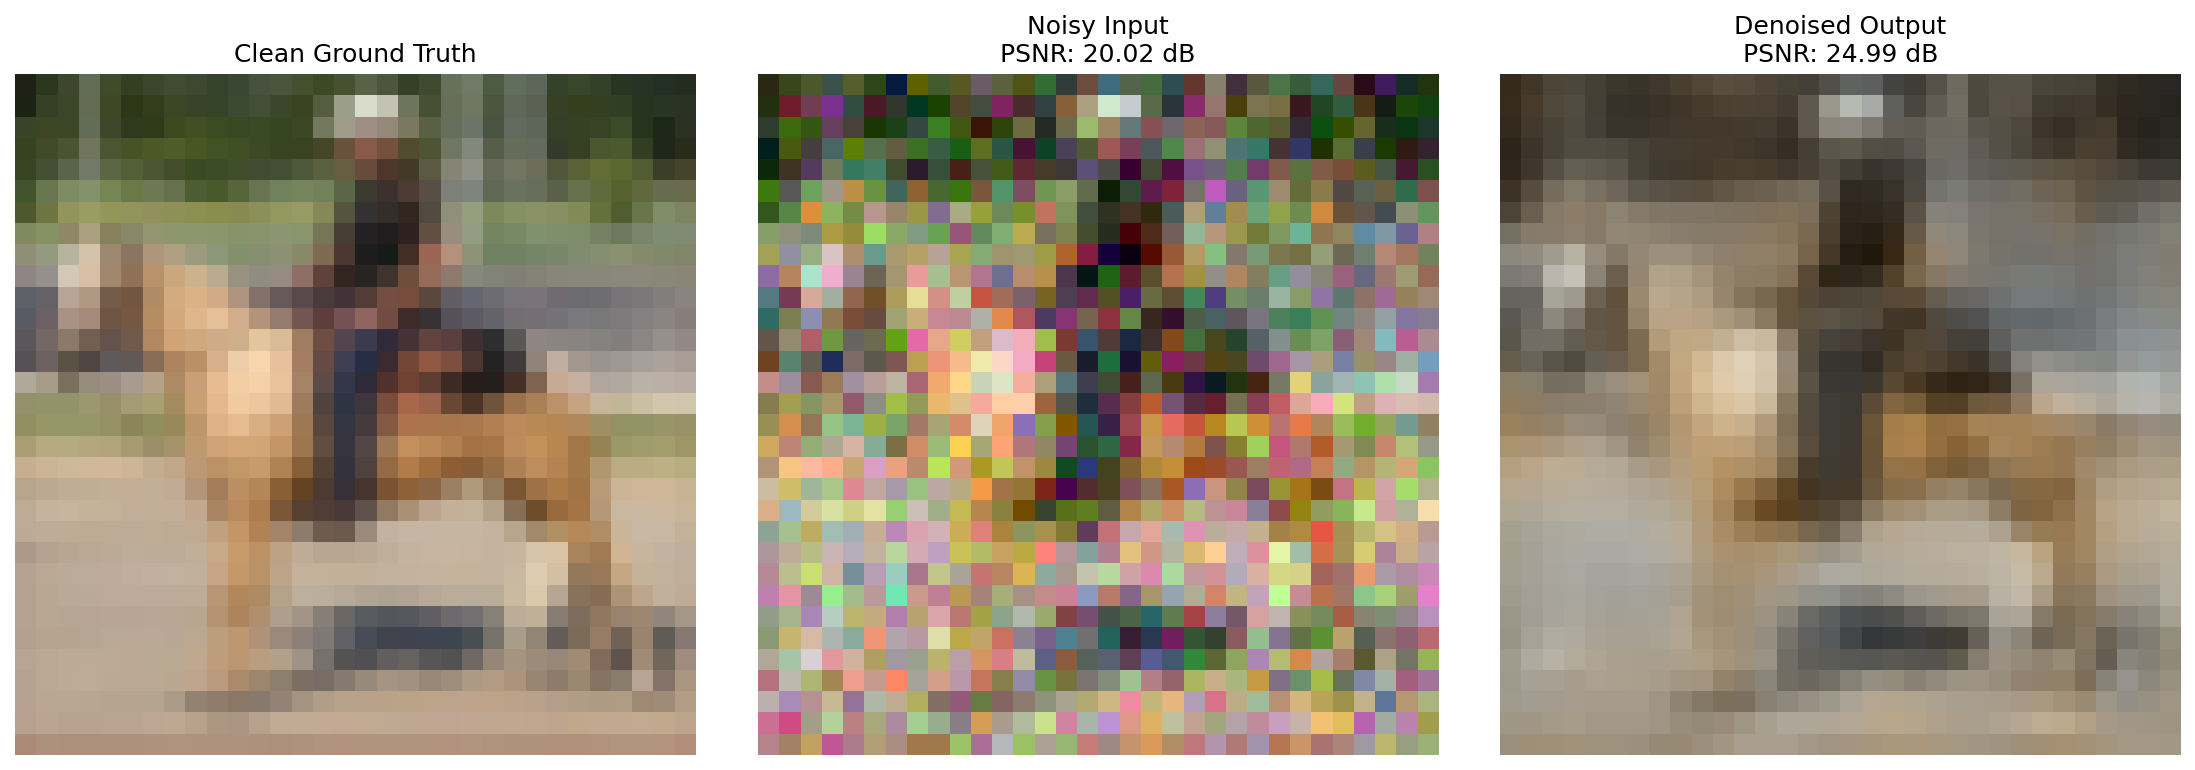 Clean Ground Truth
Noisy Input
PSNR: 20.02 dB
Denoised Output
PSNR: 24.99 dB